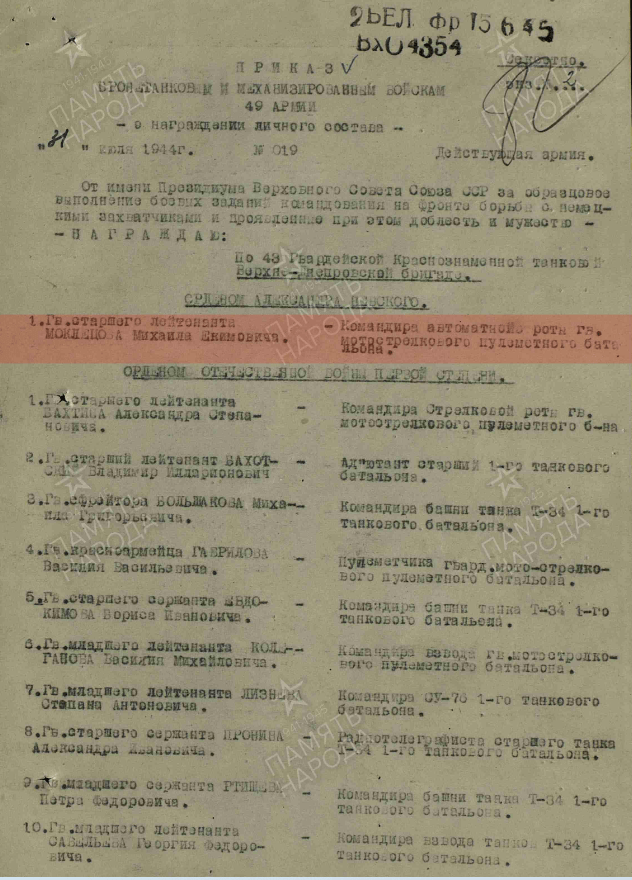 2БЕЛ. ФР 15 6 45
ВХ04354
Секретно.
экз.
П Р И К А З
БРОНЕТАНКОВЫМ И МЕХАНИЗИРОВАННЫМ ВОЙСКАМ
49 АРМИИ
- о награждении личного состава -
"31" июля 1944г. № 019 Действующая армия.
От имени Президиума Верховного Совета Союза ССР за образцовое
выполнение боевых заданий командования на фронте борьбы с немец-
кими захватчиками и проявленные при этом доблесть и мужество -
- Н А Г Р А Ж Д А Ю:
По 43 Гвардейской Краснознаменной танковой
Верхне-Днепровской бригаде.
ОРДЕНОМ АЛЕКСАНДРА НЕВСКОГО.
1.Гв.старшего лейтенанта - Командира автоматной роты гв.
МОКЛЕЦОВА Михаила Екимовича. мотострелкового пулеметного бата
льона.
ОРДЕНОМ ОТЕЧЕСТВЕННОЙ ВОЙНЫ ПЕРВОЙ СТЕПЕНИ.
1.Гв.старшего лейтенанта - Командира Стрелковой роты гв.
Александра Степа- мотострелкового пулеметного б-на
новича.
2.Гв.старший лейтенант БАХОТ- - Ад"ютант старший 1-го танкового
Владимир Илларионович батальона.
3.Гв.ефрейтора БОЛЬШАКОВА Миха- - Командира башни танка Т-34 1-го
ила Григорьевича. танкового батальона.
4.Гв.красноармейца ГАВРИЛОВА - Пулеметчика гвард.мото-стрелко-
Василия Васильевича. вого пулеметного батальона.
5.Гв.старшего сержанта ЕВДО- - Командира башни танка Т-34 1-го
КИМОВА Бориса Ивановича. танкового батальона.
6.Гв.младшего лейтенанта - Командира взвода гв.мотострелко-
Василия Михайловича. вого пулеметного батальона.
7.Гв.младшего лейтенанта ЛИЗНЕВА - Командира СУ-76 1-го танкового
Степана Антоновича. батальона.
8.Гв.старшего сержанта ПРОНИНА - Радиотелеграфиста старшего танка
Александра Ивановича. Т-34 1-го танкового батальона.
9.Гв.младшего сержанта РТИЩЕВА - Командира башни танка Т-34 1-го
Петра Федоровича. танкового батальона.
10.Гв.младшего лейтенанта - Командира взвода танков Т-34 1-го
САВЕЛЬЕВА Георгия Федоро- танкового батальона.
вича.
ПАМЯТЬ НАРОДА